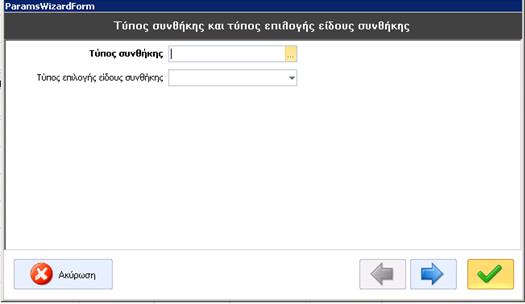 ParamsWizardForm
Τύπος συνθήκης και τύπος επιλογής είδους συνθήκης
Τύπος συνθήκης
...
Τύπος επιλογής είδους συνθήκης
Ακύρωση